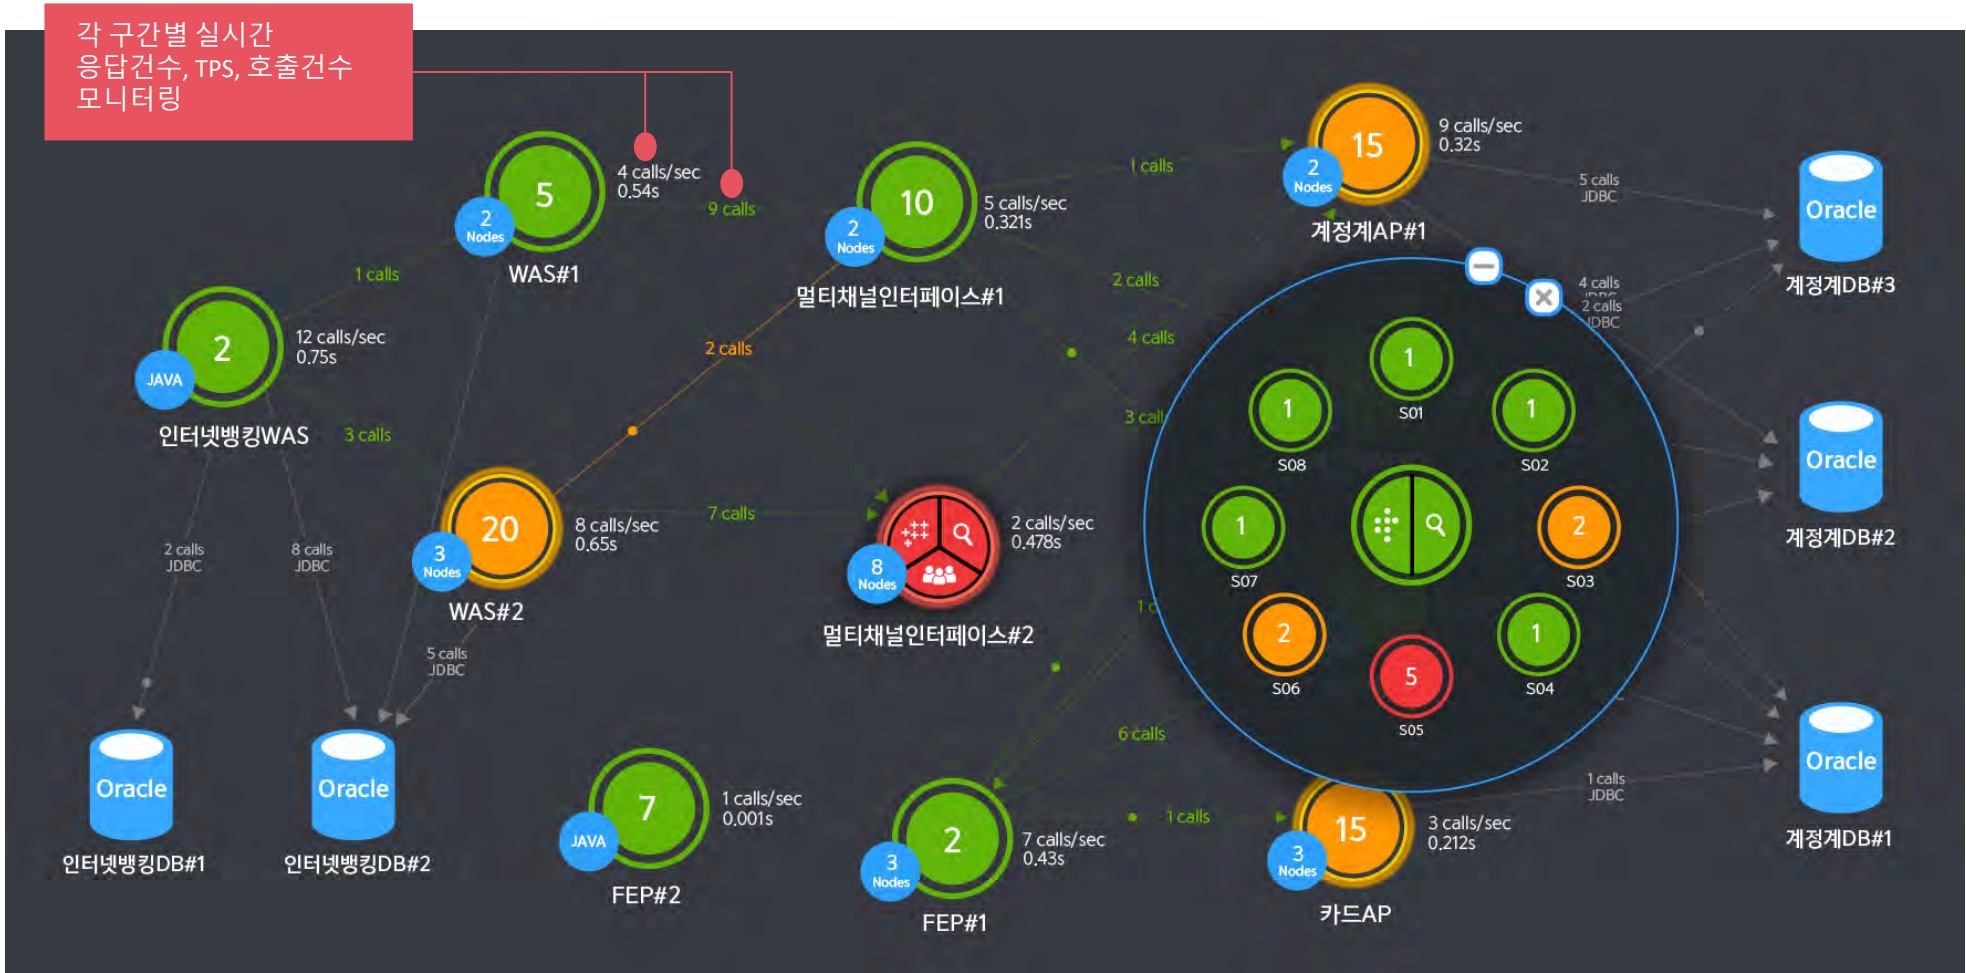 각 구간별 실시간
응답건수, TPS, 호출건수
모니터링
5
2
Nodes
WAS#1
4 calls/sec
0.54s
9 calls
10
2
Nodes
멀티채널인터페이스#1
5 calls/sec
0.321s
1 calls
15
2
Nodes
계정계AP#1
9 calls/sec
0.32s
5 calls
JDBC
Oracle
계정계DB#3
1 calls
2
JAVA
인터넷뱅킹WAS
12 calls/sec
0.75s
3 calls
2 calls
2 calls
4 calls
4 calls
2 calls
JDBC
1
S01
1
S08
1
S02
1
S07
2
S03
2
S06
1
S04
5
S05
Oracle
계정계DB#2
20
3
Nodes
WAS#2
8 calls/sec
0.65s
7 calls
8
Nodes
멀티채널인터페이스#2
2 calls/sec
0.478s
2 calls
JDBC
8 calls
JDBC
5 calls
JDBC
6 calls
Oracle
인터넷뱅킹DB#1
Oracle
인터넷뱅킹DB#2
7
JAVA
FEP#2
1 calls/sec
0.001s
2
3
Nodes
FEP#1
7 calls/sec
0.43s
1 calls
15
3
Nodes
카드AP
3 calls/sec
0.212s
1 calls
JDBC
Oracle
계정계DB#1